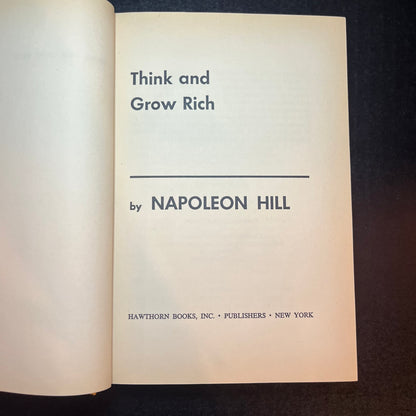 Think and
Grow Rich
by NAPOLEON HILL
HAWTHORN BOOKS, INC. • PUBLISHERS • NEW YORK